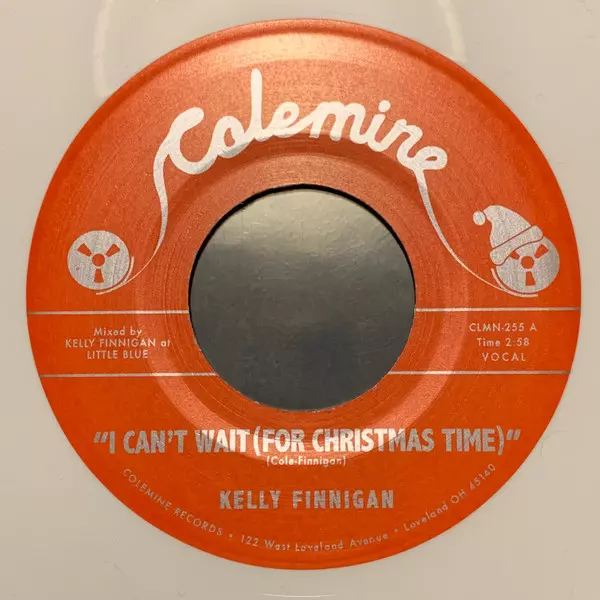 Colemine
Mixed by
KELLY FINNIGAN at
LITTLE BLUE
CLMN-255 A
Time 2:58
VOCAL
"I CAN'T WAIT (FOR CHRISTMAS TIME)"
(Cole-Finnigan)
KELLY FINNIGAN
COLEMINE RECORDS • 122 West Loveland Avenue • Loveland OH 45140